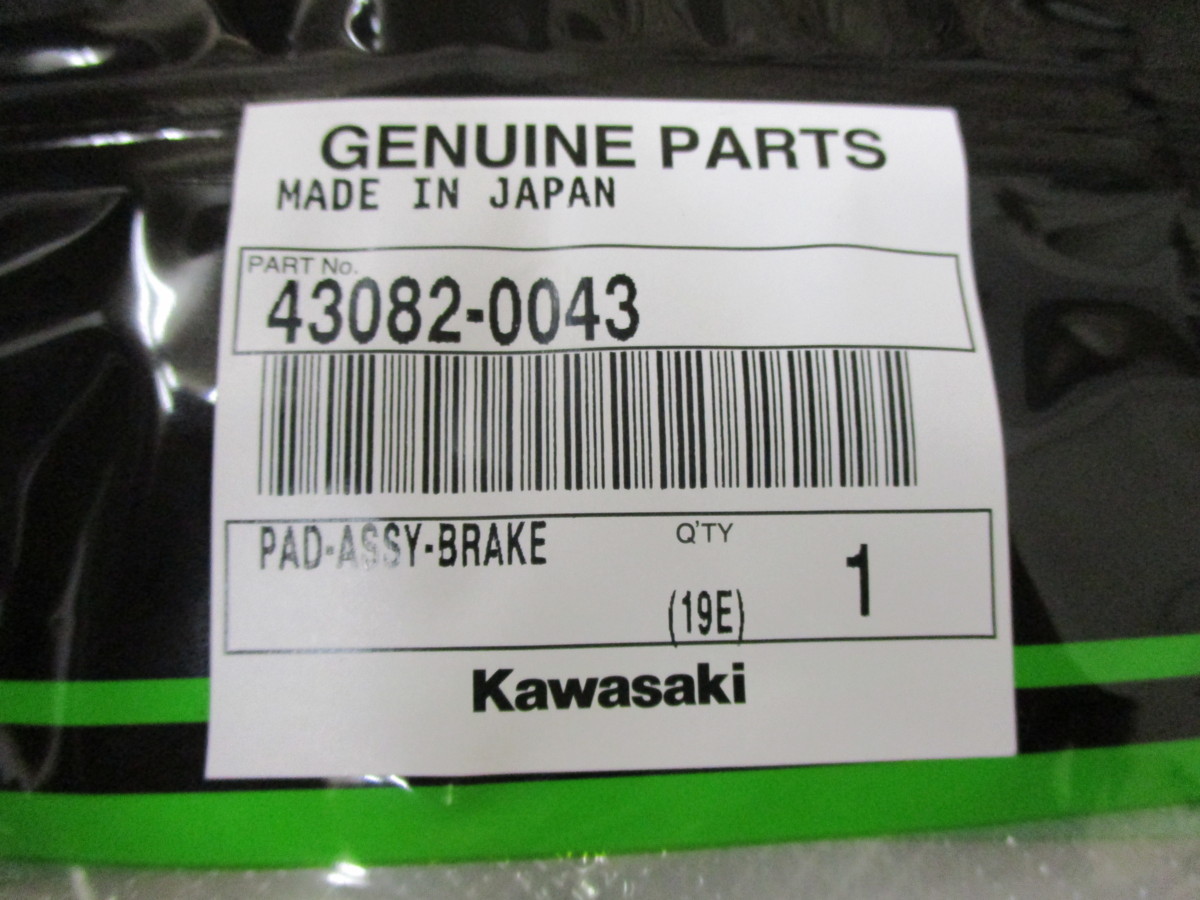 GENUINE PARTS
MADE IN JAPAN
PART No.
43082-0043
PAD-ASSY-BRAKE
Q'TY
1
(19E)
Kawasaki